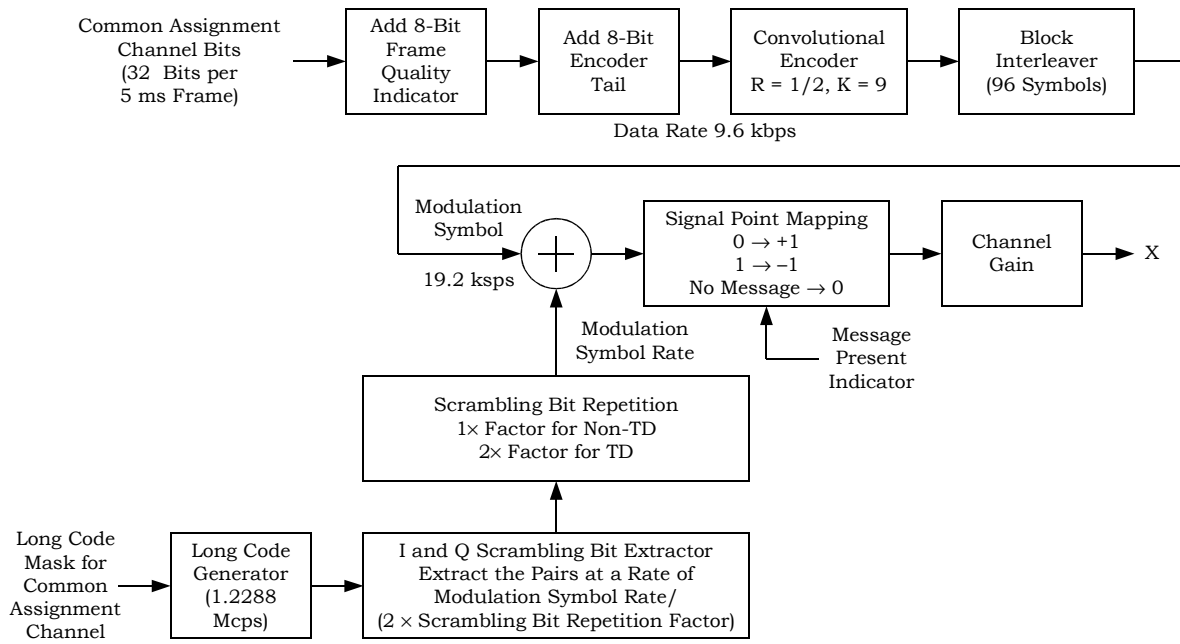 Common Assignment
Channel Bits
(32 Bits per
5 ms Frame)
Add 8-Bit
Frame
Quality
Indicator
Add 8-Bit
Encoder
Tail
Convolutional
Encoder
R = 1/2, K = 9
Block
Interleaver
(96 Symbols)
Data Rate 9.6 kbps
Modulation
Symbol
19.2 ksps
Signal Point Mapping
0 → +1
1 → –1
No Message → 0
Channel
Gain
X
Modulation
Symbol Rate
Message
Present
Indicator
Scrambling Bit Repetition
1× Factor for Non-TD
2× Factor for TD
Long Code
Mask for
Common
Assignment
Channel
Long Code
Generator
(1.2288
Mcps)
I and Q Scrambling Bit Extractor
Extract the Pairs at a Rate of
Modulation Symbol Rate/
(2 × Scrambling Bit Repetition Factor)